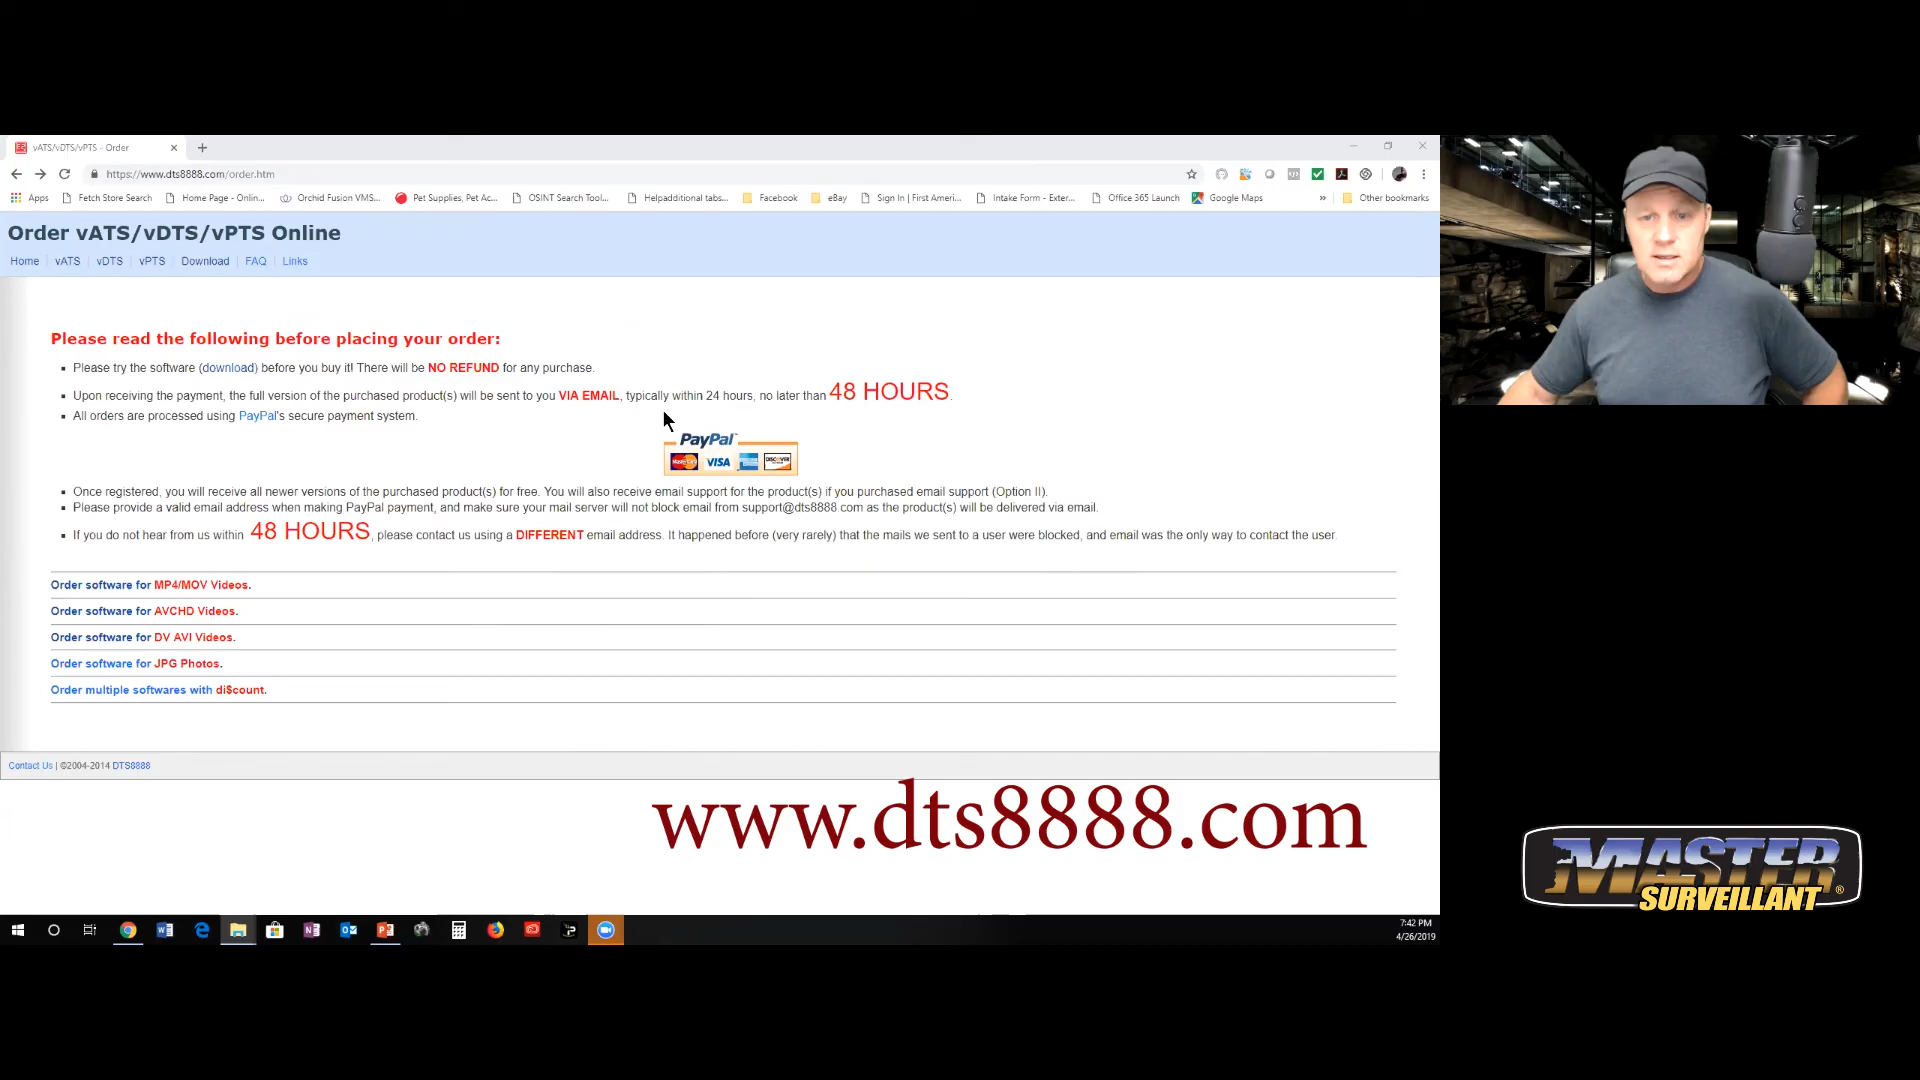 vATS/vDTS/vPTS - Order
https://www.dts8888.com/order.htm
Apps Fetch Store Search Home Page - Onlin... Orchid Fusion VMS... Pet Supplies, Pet Ac... OSINT Search Tool... Helpadditional tabs... Facebook eBay Sign In | First Ameri... Intake Form - Exter... Office 365 Launch Google Maps » Other bookmarks
Order vATS/vDTS/vPTS Online
Home vATS vDTS vPTS Download FAQ Links
Please read the following before placing your order:
Please try the software (download) before you buy it! There will be NO REFUND for any purchase.
Upon receiving the payment, the full version of the purchased product(s) will be sent to you VIA EMAIL, typically within 24 hours, no later than 48 HOURS.
All orders are processed using PayPal's secure payment system.
PayPal
MasterCard VISA DISCOVER
Once registered, you will receive all newer versions of the purchased product(s) for free. You will also receive email support for the product(s) if you purchased email support (Option II).
Please provide a valid email address when making PayPal payment, and make sure your mail server will not block email from support@dts8888.com as the product(s) will be delivered via email.
If you do not hear from us within 48 HOURS, please contact us using a DIFFERENT email address. It happened before (very rarely) that the mails we sent to a user were blocked, and email was the only way to contact the user.
Order software for MP4/MOV Videos.
Order software for AVCHD Videos.
Order software for DV AVI Videos.
Order software for JPG Photos.
Order multiple softwares with di$count.
Contact Us | ©2004-2014 DTS8888
www.dts8888.com
MASTER
SURVEILLANT ®
7:42 PM
4/26/2019